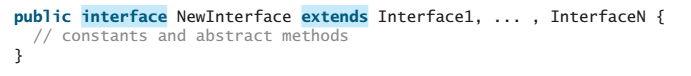 public interface NewInterface extends Interface1, ... , InterfaceN {
// constants and abstract methods
}